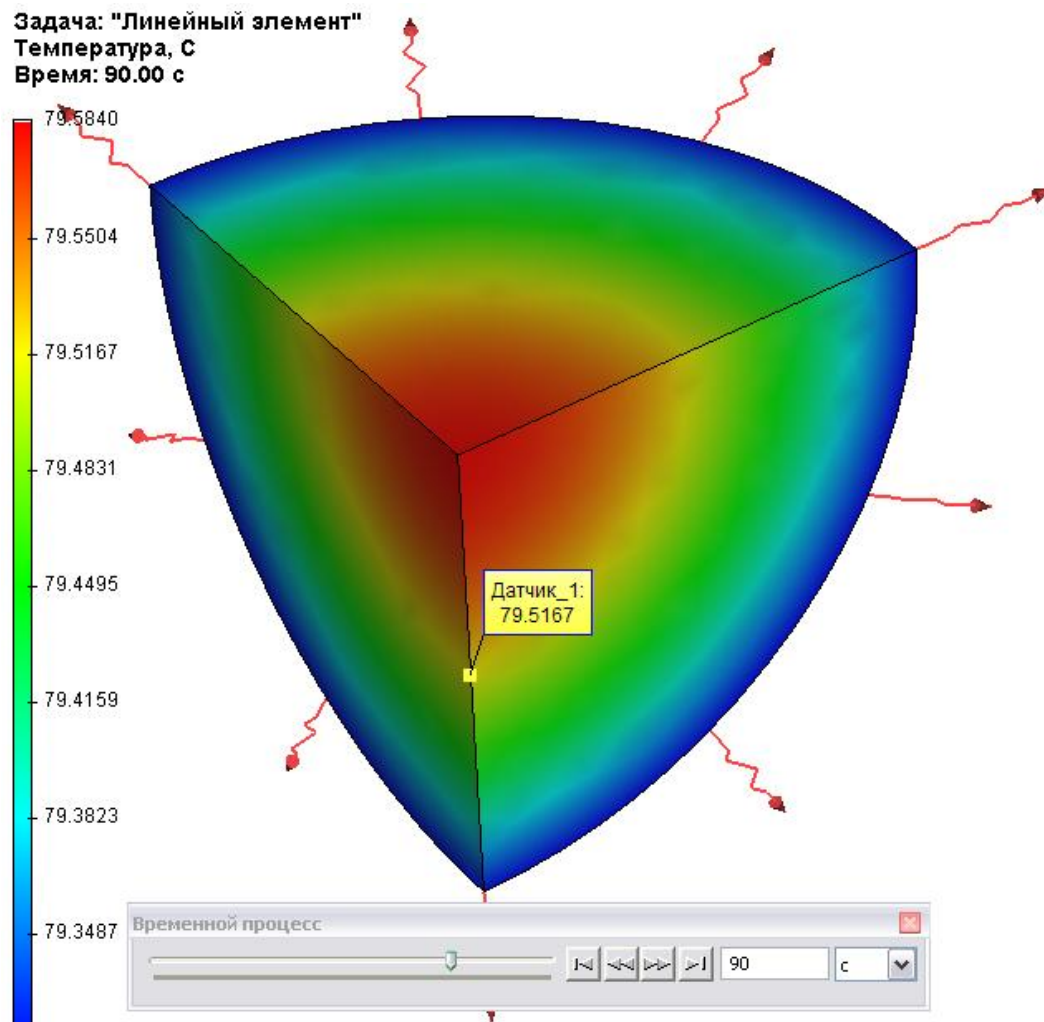 Задача: "Линейный элемент"
Температура, С
Время: 90.00 с
79.5840
79.5504
79.5167
79.4831
79.4495
79.4159
79.3823
79.3487
Датчик_1:
79.5167
Временной процесс
90
с